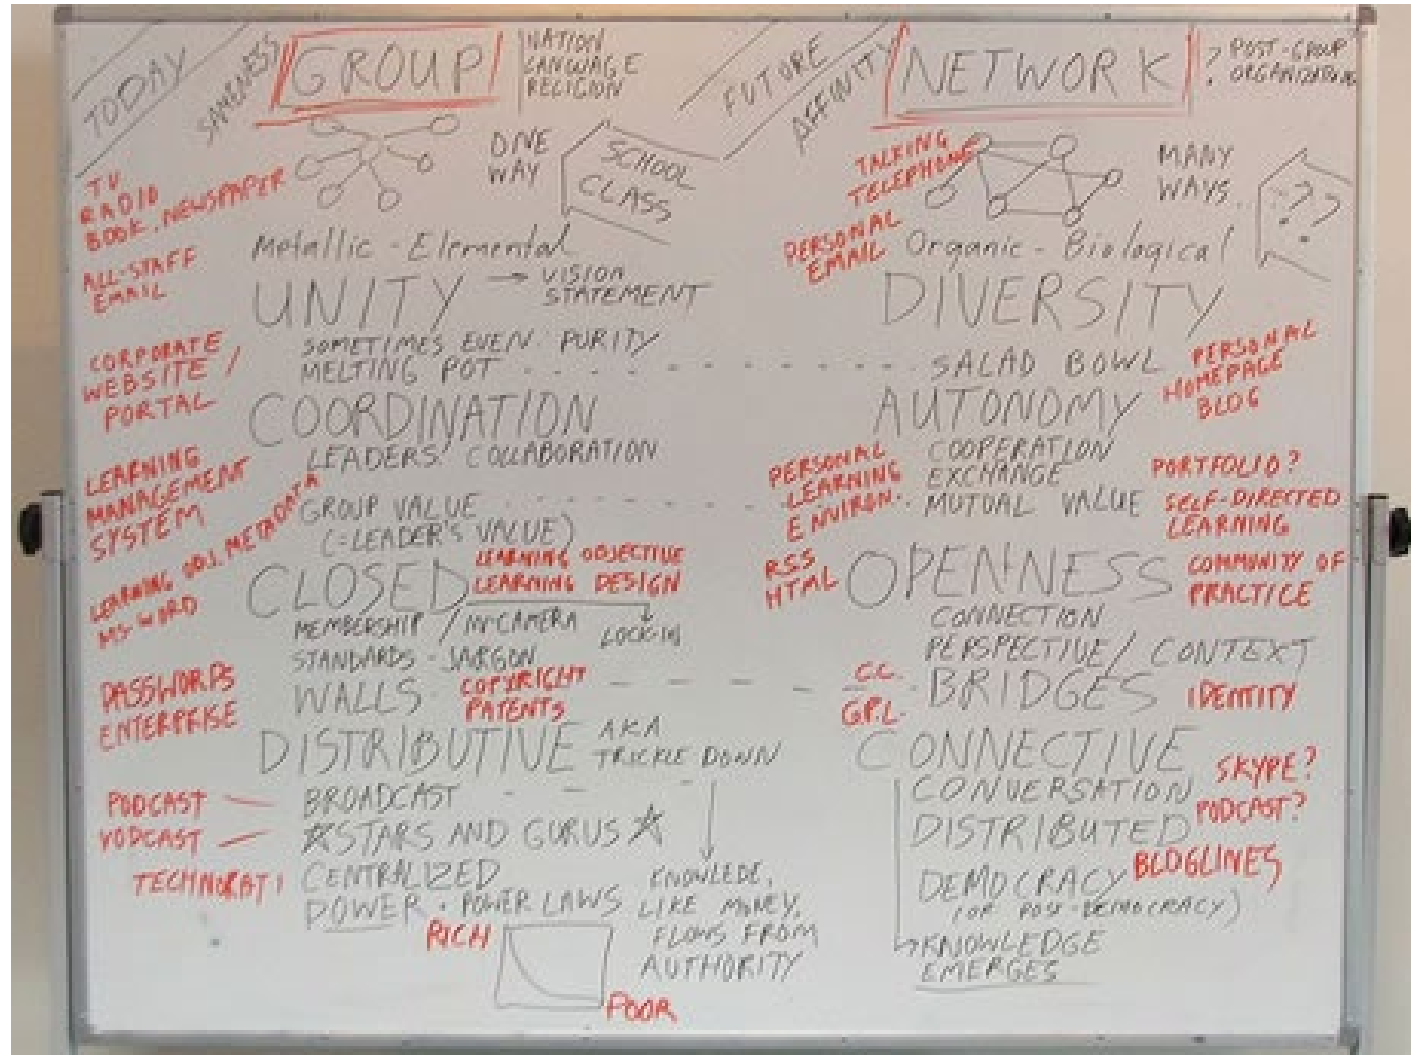 TODAY
SAMENESS
GROUP
NATION
LANGUAGE
RELIGION
TV
RADIO
BOOK, NEWSPAPER
ONE
WAY
SCHOOL
CLASS
ALL-STAFF
EMAIL
Metallic - Elemental
UNITY → VISION
STATEMENT
SOMETIMES EVEN: PURITY
MELTING POT
CORPORATE
WEBSITE /
PORTAL
COORDINATION
LEADERS: COLLABORATION
LEARNING
MANAGEMENT
SYSTEM
GROUP VALUE
(=LEADER'S VALUE)
LEARNING OBJ. METADATA
MS WORD
CLOSED
LEARNING OBJECTIVE
LEARNING DESIGN
MEMBERSHIP / IN-CAMERA
LOCK-IN
STANDARDS - JARGON
WALLS
COPYRIGHT
PATENTS
PASSWORDS
ENTERPRISE
DISTRIBUTIVE
AKA
TRICKLE DOWN
PODCAST
VODCAST
BROADCAST
STARS AND GURUS
TECHNORATI
CENTRALIZED
POWER · POWER LAWS
RICH
POOR
KNOWLEDE,
LIKE MONEY,
FLOWS FROM
AUTHORITY
FUTURE
AFFINITY
NETWORK
? POST-GROUP
ORGANIZATION
TALKING
TELEPHONE
MANY
WAYS...
???
PERSONAL
EMAIL
Organic - Biological
DIVERSITY
SALAD BOWL
PERSONAL
HOMEPAGE
BLOG
AUTONOMY
COOPERATION
EXCHANGE
MUTUAL VALUE
PERSONAL
LEARNING
ENVIRON.
PORTFOLIO?
SELF-DIRECTED
LEARNING
RSS
HTML
OPENNESS
COMMUNITY OF
PRACTICE
CONNECTION
PERSPECTIVE / CONTEXT
C.C.
G.P.L.
BRIDGES
IDENTITY
CONNECTIVE
CONVERSATION
SKYPE?
PODCAST?
DISTRIBUTED
BLOGLINES
DEMOCRACY
(OR POST-DEMOCRACY)
KNOWLEDGE
EMERGES